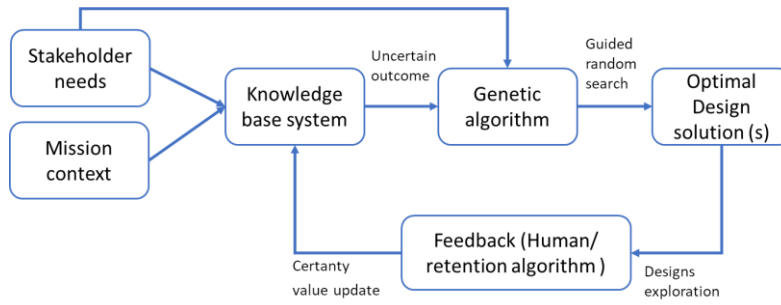 Stakeholder
needs
Mission
context
Knowledge
base system
Uncertain
outcome
Genetic
algorithm
Guided
random
search
Optimal
Design
solution (s)
Feedback (Human/
retention algorithm )
Certanty
value update
Designs
exploration